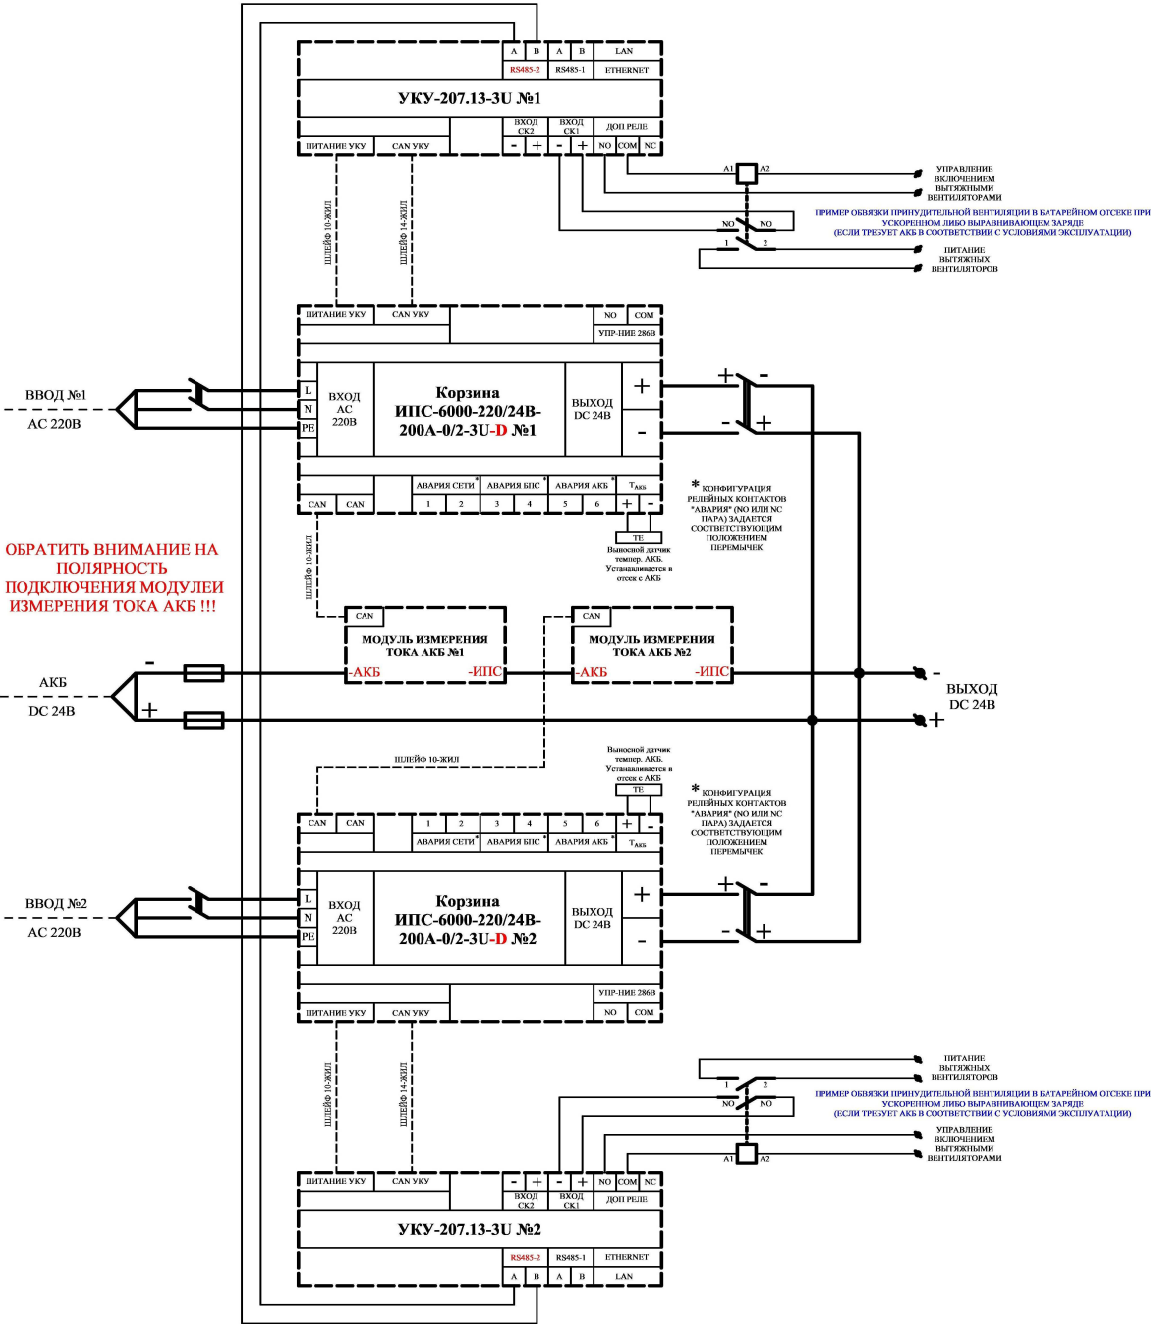 A B A B LAN
RS485-2 RS485-1 ETHERNET
УКУ-207.13-3U №1
ВХОД СК2
ВХОД СК1
ДОП РЕЛЕ
ПИТАНИЕ УКУ CAN УКУ - + - + NO COM NC
ШЛЕЙФ 10-ЖИЛ
ШЛЕЙФ 14-ЖИЛ
A1 A2
УПРАВЛЕНИЕ
ВКЛЮЧЕНИЕМ
ВЫТЯЖНЫМИ
ВЕНТИЛЯТОРАМИ
NO NO
ПРИМЕР ОБВЯЗКИ ПРИНУДИТЕЛЬНОЙ ВЕНТИЛЯЦИИ В БАТАРЕЙНОМ ОТСЕКЕ ПРИ
УСКОРЕННОМ ЛИБО ВЫРАВНИВАЮЩЕМ ЗАРЯДЕ
(ЕСЛИ ТРЕБУЕТ АКБ В СООТВЕТСТВИИ С УСЛОВИЯМИ ЭКСПЛУАТАЦИИ)
1 2
ПИТАНИЕ
ВЫТЯЖНЫХ
ВЕНТИЛЯТОРОВ
ПИТАНИЕ УКУ CAN УКУ NO COM
УПР-НИЕ 286В
ВВОД №1
AC 220В
L
N
PE
ВХОД
AC
220В
Корзина
ИПС-6000-220/24В-
200А-0/2-3U-D №1
ВЫХОД
DC 24В
+
-
+ -
- +
АВАРИЯ СЕТИ* АВАРИЯ БПС* АВАРИЯ АКБ* TАКБ
CAN CAN 1 2 3 4 5 6 + -
TE
Выносной датчик
темпер. АКБ.
Устанавливается в
отсек с АКБ
* КОНФИГУРАЦИЯ
РЕЛЕЙНЫХ КОНТАКТОВ
"АВАРИЯ" (NO ИЛИ NC
ПАРА) ЗАДАЕТСЯ
СООТВЕТСТВУЮЩИМ
ПОЛОЖЕНИЕМ
ПЕРЕМЫЧЕК
ШЛЕЙФ 10-ЖИЛ
ОБРАТИТЬ ВНИМАНИЕ НА
ПОЛЯРНОСТЬ
ПОДКЛЮЧЕНИЯ МОДУЛЕЙ
ИЗМЕРЕНИЯ ТОКА АКБ !!!
CAN
МОДУЛЬ ИЗМЕРЕНИЯ
ТОКА АКБ №1
-АКБ -ИПС
CAN
МОДУЛЬ ИЗМЕРЕНИЯ
ТОКА АКБ №2
-АКБ -ИПС
АКБ
DC 24В
-
+
-
+
ВЫХОД
DC 24В
ШЛЕЙФ 10-ЖИЛ
Выносной датчик
темпер. АКБ.
Устанавливается в
отсек с АКБ
TE
* КОНФИГУРАЦИЯ
РЕЛЕЙНЫХ КОНТАКТОВ
"АВАРИЯ" (NO ИЛИ NC
ПАРА) ЗАДАЕТСЯ
СООТВЕТСТВУЮЩИМ
ПОЛОЖЕНИЕМ
ПЕРЕМЫЧЕК
CAN CAN 1 2 3 4 5 6 + -
АВАРИЯ СЕТИ* АВАРИЯ БПС* АВАРИЯ АКБ* TАКБ
ВВОД №2
AC 220В
L
N
PE
ВХОД
AC
220В
Корзина
ИПС-6000-220/24В-
200А-0/2-3U-D №2
ВЫХОД
DC 24В
+
-
+ -
- +
УПР-НИЕ 286В
ПИТАНИЕ УКУ CAN УКУ NO COM
ШЛЕЙФ 10-ЖИЛ
ШЛЕЙФ 14-ЖИЛ
1 2
ПИТАНИЕ
ВЫТЯЖНЫХ
ВЕНТИЛЯТОРОВ
NO NO
ПРИМЕР ОБВЯЗКИ ПРИНУДИТЕЛЬНОЙ ВЕНТИЛЯЦИИ В БАТАРЕЙНОМ ОТСЕКЕ ПРИ
УСКОРЕННОМ ЛИБО ВЫРАВНИВАЮЩЕМ ЗАРЯДЕ
(ЕСЛИ ТРЕБУЕТ АКБ В СООТВЕТСТВИИ С УСЛОВИЯМИ ЭКСПЛУАТАЦИИ)
A1 A2
УПРАВЛЕНИЕ
ВКЛЮЧЕНИЕМ
ВЫТЯЖНЫМИ
ВЕНТИЛЯТОРАМИ
ПИТАНИЕ УКУ CAN УКУ - + - + NO COM NC
ВХОД СК2
ВХОД СК1
ДОП РЕЛЕ
УКУ-207.13-3U №2
RS485-2 RS485-1 ETHERNET
A B A B LAN